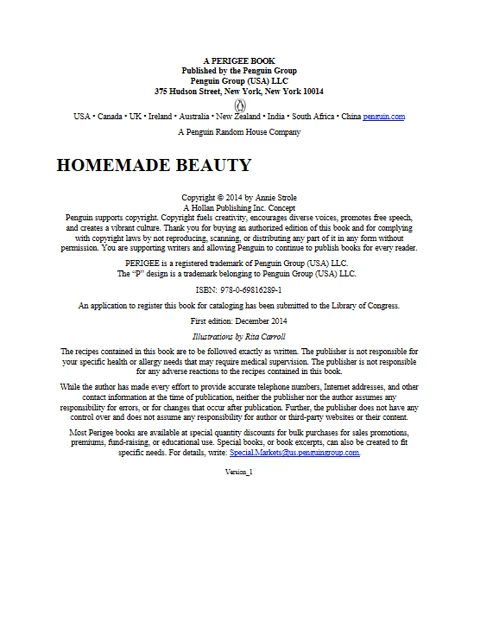 A PERIGEE BOOK
Published by the Penguin Group
Penguin Group (USA) LLC
375 Hudson Street, New York, New York 10014
USA • Canada • UK • Ireland • Australia • New Zealand • India • South Africa • China penguin.com
A Penguin Random House Company
HOMEMADE BEAUTY
Copyright © 2014 by Annie Strole
A Hollan Publishing Inc. Concept
Penguin supports copyright. Copyright fuels creativity, encourages diverse voices, promotes free speech,
and creates a vibrant culture. Thank you for buying an authorized edition of this book and for complying
with copyright laws by not reproducing, scanning, or distributing any part of it in any form without
permission. You are supporting writers and allowing Penguin to continue to publish books for every reader.
PERIGEE is a registered trademark of Penguin Group (USA) LLC.
The “P” design is a trademark belonging to Penguin Group (USA) LLC.
ISBN: 978-0-69816289-1
An application to register this book for cataloging has been submitted to the Library of Congress.
First edition: December 2014
Illustrations by Rita Carroll
The recipes contained in this book are to be followed exactly as written. The publisher is not responsible for
your specific health or allergy needs that may require medical supervision. The publisher is not responsible
for any adverse reactions to the recipes contained in this book.
While the author has made every effort to provide accurate telephone numbers, Internet addresses, and other
contact information at the time of publication, neither the publisher nor the author assumes any
responsibility for errors, or for changes that occur after publication. Further, the publisher does not have any
control over and does not assume any responsibility for author or third-party websites or their content.
Most Perigee books are available at special quantity discounts for bulk purchases for sales promotions,
premiums, fund-raising, or educational use. Special books, or book excerpts, can also be created to fit
specific needs. For details, write: Special.Markets@us.penguingroup.com.
Version_1